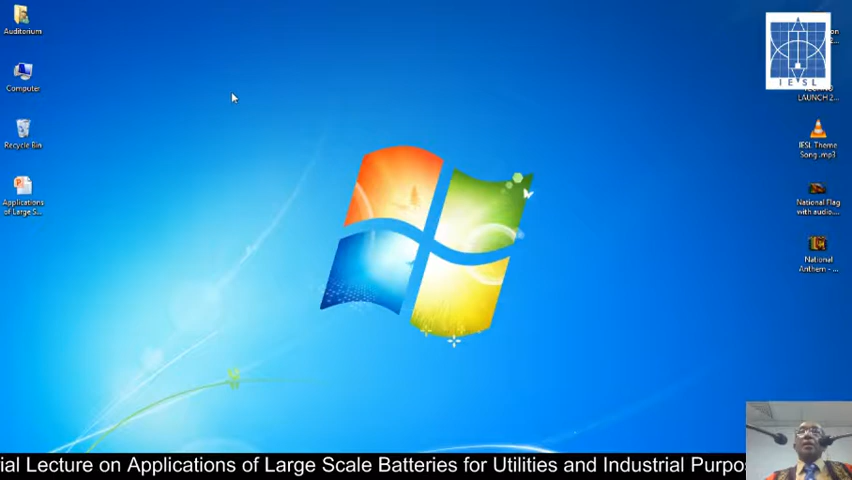 Auditorium
Computer
Recycle Bin
Applications
of Large S...
IESL
LAUNCH 2...
IESL Theme
Song .mp3
National Flag
with audio....
National
Anthem - ...
ial Lecture on Applications of Large Scale Batteries for Utilities and Industrial Purpo